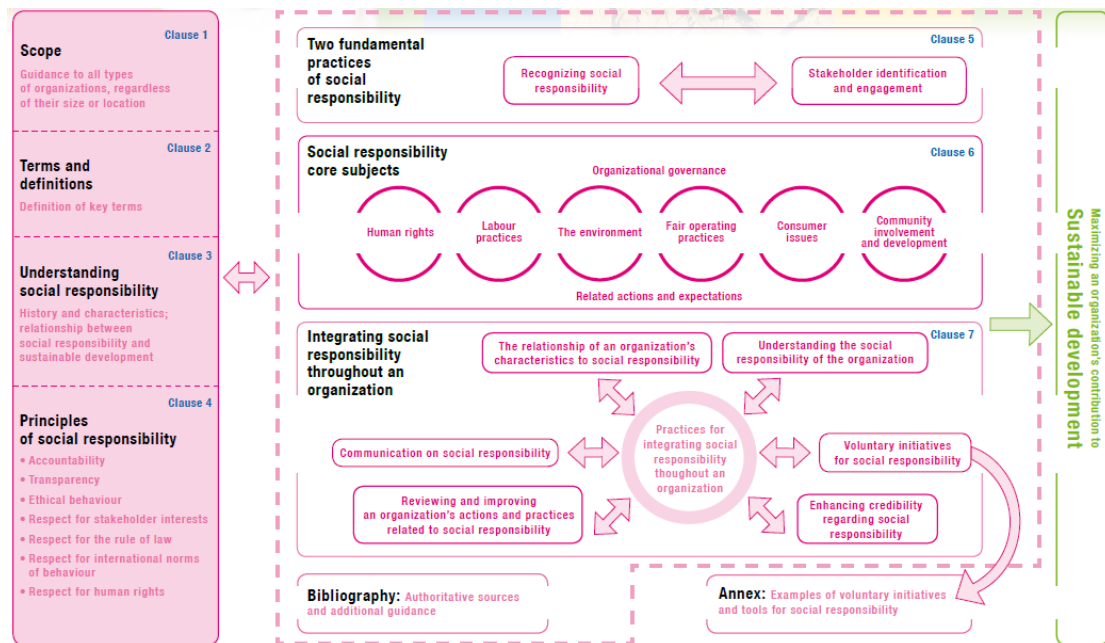 Clause 1
Scope
Guidance to all types
of organizations, regardless
of their size or location
Clause 2
Terms and
definitions
Definition of key terms
Clause 3
Understanding
social responsibility
History and characteristics;
relationship between
social responsibility and
sustainable development
Clause 4
Principles
of social responsibility
• Accountability
• Transparency
• Ethical behaviour
• Respect for stakeholder interests
• Respect for the rule of law
• Respect for international norms
of behaviour
• Respect for human rights
Two fundamental
practices
of social
responsibility
Clause 5
Recognizing social
responsibility
Stakeholder identification
and engagement
Social responsibility
core subjects
Clause 6
Organizational governance
Human rights
Labour
practices
The environment
Fair operating
practices
Consumer
issues
Community
involvement
and development
Related actions and expectations
Integrating social
responsibility
throughout an
organization
Clause 7
The relationship of an organization's
characteristics to social responsibility
Understanding the social
responsibility of the organization
Practices for
integrating social
responsibility
thoughout an
organization
Communication on social responsibility
Voluntary initiatives
for social responsibility
Reviewing and improving
an organization's actions and practices
related to social responsibility
Enhancing credibility
regarding social
responsibility
Bibliography: Authoritative sources
and additional guidance
Annex: Examples of voluntary initiatives
and tools for social responsibility
Maximizing an organization's contribution to
Sustainable development